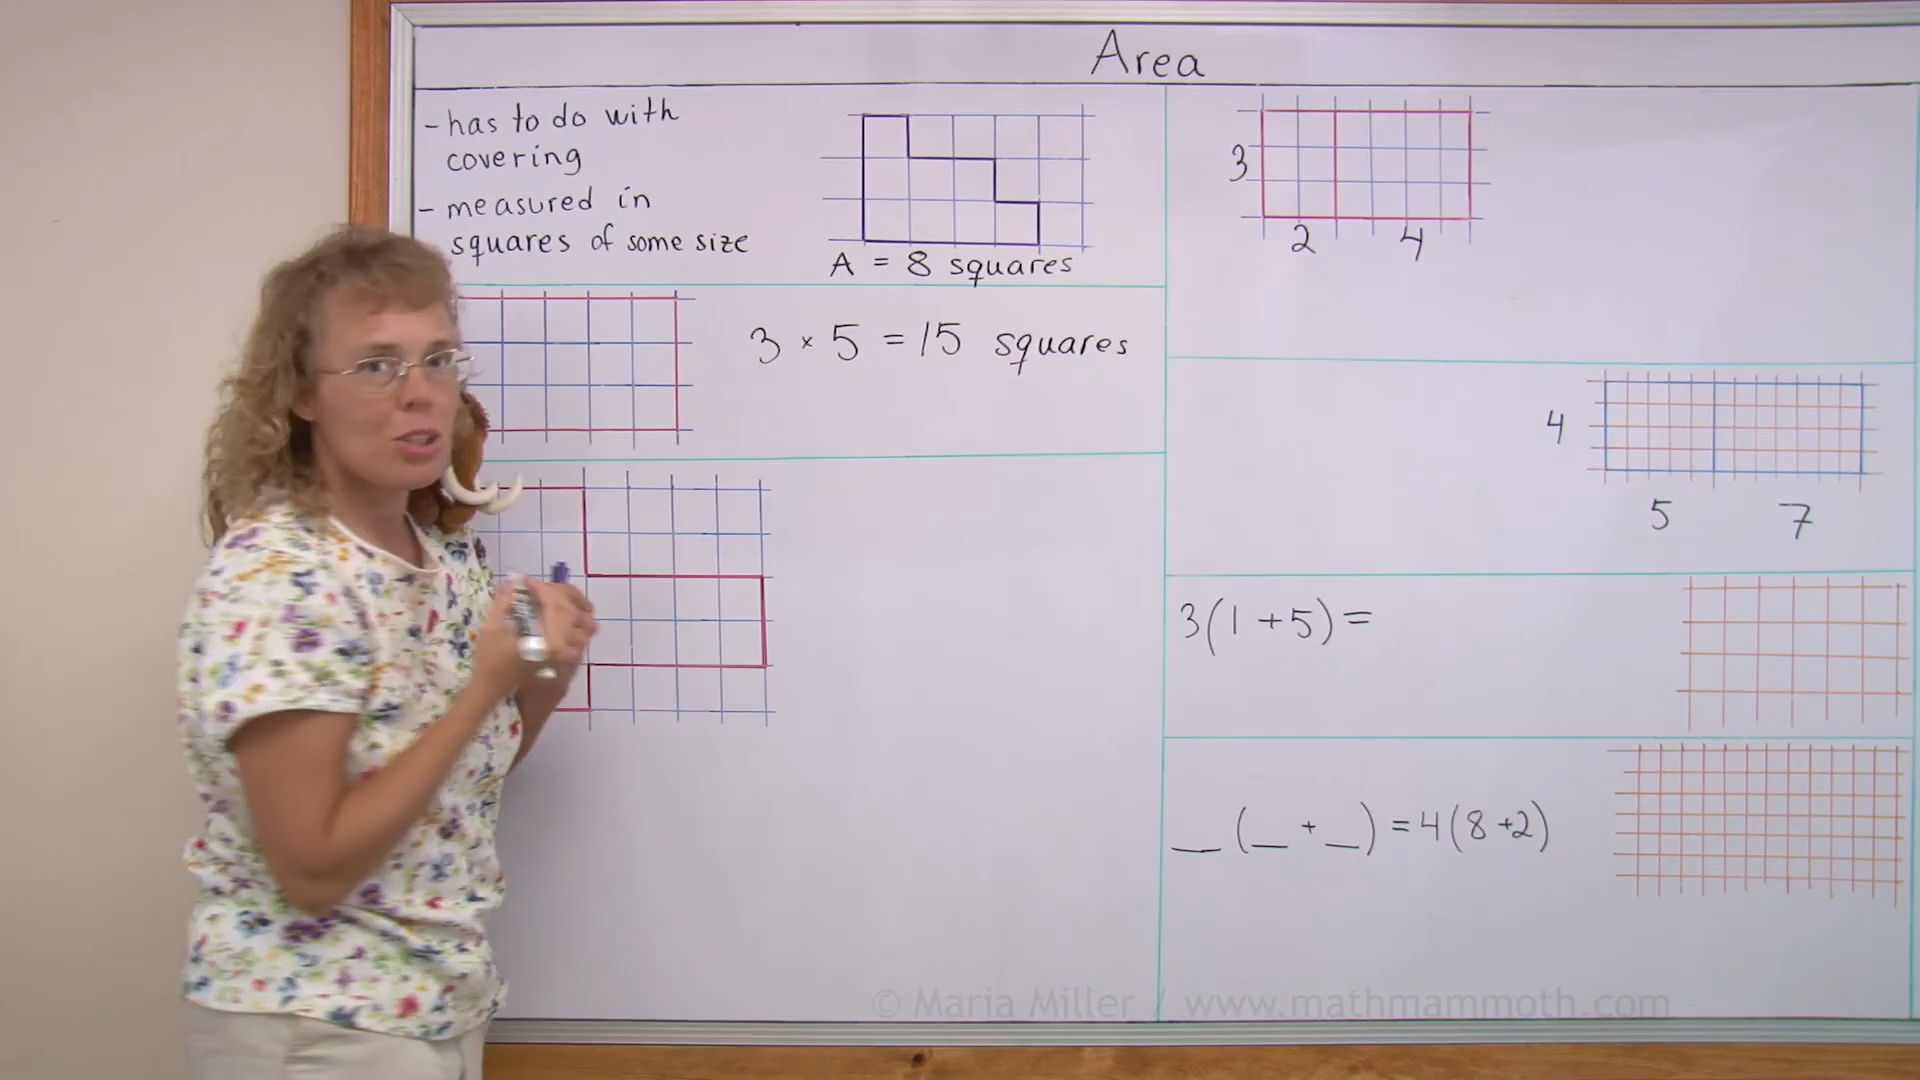 Area
- has to do with
covering
- measured in
squares of some size
A = 8 squares
3 × 5 = 15 squares
3
2 4
4
5 7
3(1+5)=
__ (__ + __) = 4(8+2)
© Maria Miller / www.mathmammoth.com